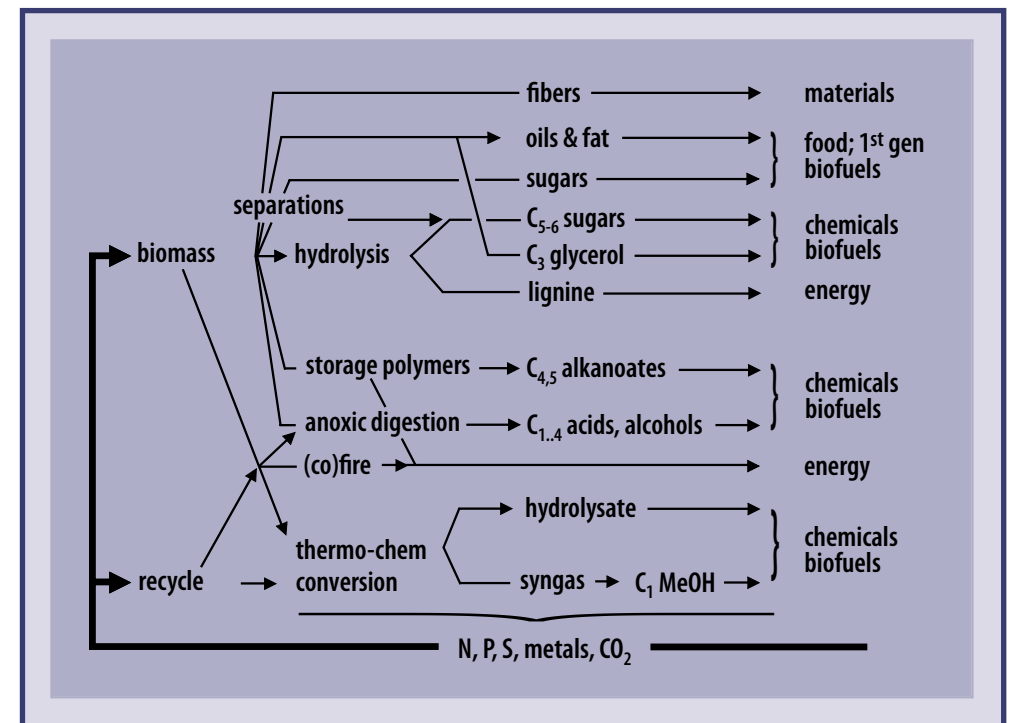 fibers
materials
oils & fat
food; 1st gen
biofuels
sugars
separations
C5-6 sugars
chemicals
biofuels
biomass
hydrolysis
C3 glycerol
lignine
energy
storage polymers
C4,5 alkanoates
chemicals
biofuels
anoxic digestion
C1..4 acids, alcohols
(co)fire
energy
hydrolysate
thermo-chem
conversion
chemicals
biofuels
recycle
syngas
C1 MeOH
N, P, S, metals, CO2